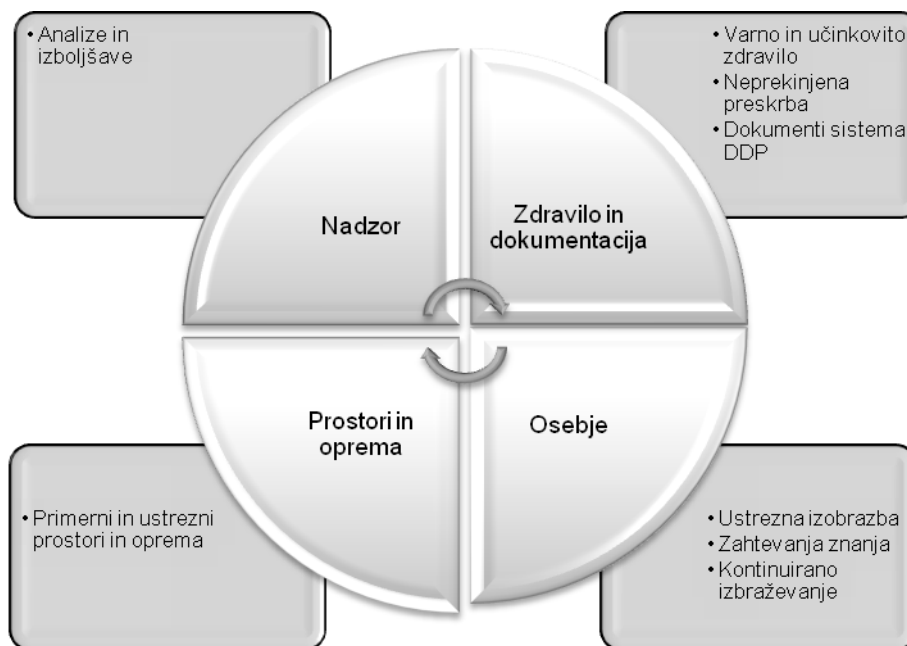 • Analize in
izboljšave
• Varno in učinkovito
zdravilo
• Neprekinjena
preskrba
• Dokumenti sistema
DDP
Nadzor
Zdravilo in
dokumentacija
Prostori in
oprema
Osebje
• Primerni in ustrezni
prostori in oprema
• Ustrezna izobrazba
• Zahtevanja znanja
• Kontinuirano
izbraževanje